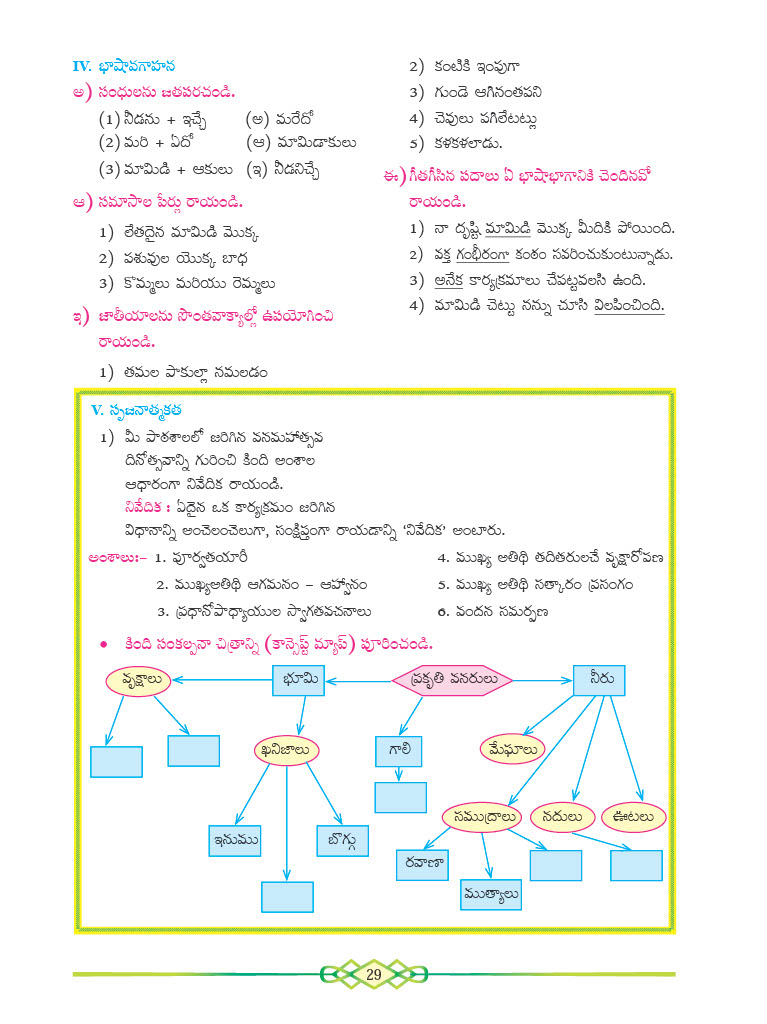 IV. భాషావగాహన
అ) సంధులను జతపరచండి.
(1) నీడను + ఇచ్చే (అ) మరేదో
(2) మరి + ఏదో (ఆ) మామిడాకులు
(3) మామిడి + ఆకులు (ఇ) నీడనిచ్చే
ఆ) సమాసాల పేర్లు రాయండి.
1) లేతదైన మామిడి మొక్క
2) పశువుల యొక్క బాధ
3) కొమ్మలు మరియు రెమ్మలు
ఇ) జాతీయాలను సొంతవాక్యాల్లో ఉపయోగించి
రాయండి.
1) తమల పాకుల్లా నమలడం
2) కంటికి ఇంపుగా
3) గుండె ఆగినంతపని
4) చెవులు పగిలేటట్లు
5) కళకళలాడు.
ఈ) గీతగీసిన పదాలు ఏ భాషాభాగానికి చెందినవో
రాయండి.
1) నా దృష్టి మామిడి మొక్క మీదికి పోయింది.
2) వక్త గంభీరంగా కంఠం సవరించుకుంటున్నాడు.
3) అనేక కార్యక్రమాలు చేపట్టవలసి ఉంది.
4) మామిడి చెట్టు నన్ను చూసి విలపించింది.
V. సృజనాత్మకత
1) మీ పాఠశాలలో జరిగిన వనమహాత్సవ
దినోత్సవాన్ని గురించి కింది అంశాల
ఆధారంగా నివేదిక రాయండి.
నివేదిక : ఏదైన ఒక కార్యక్రమం జరిగిన
విధానాన్ని అంచెలంచెలుగా, సంక్షిప్తంగా రాయడాన్ని ‘నివేదిక’ అంటారు.
అంశాలు:– 1. పూర్వతయారీ
2. ముఖ్యఅతిథి ఆగమనం – ఆహ్వానం
3. ప్రధానోపాధ్యాయుల స్వాగతవచనాలు
4. ముఖ్య అతిథి తదితరులచే వృక్షారోపణ
5. ముఖ్య అతిథి సత్కారం ప్రసంగం
6. వందన సమర్పణ
• కింది సంకల్పనా చిత్రాన్ని (కాన్సెప్ట్ మ్యాప్) పూరించండి.
వృక్షాలు భూమి ప్రకృతి వనరులు నీరు
ఖనిజాలు గాలి మేఘాలు
సముద్రాలు నదులు ఊటలు
ఇనుము బొగ్గు
రవాణా
ముత్యాలు
29